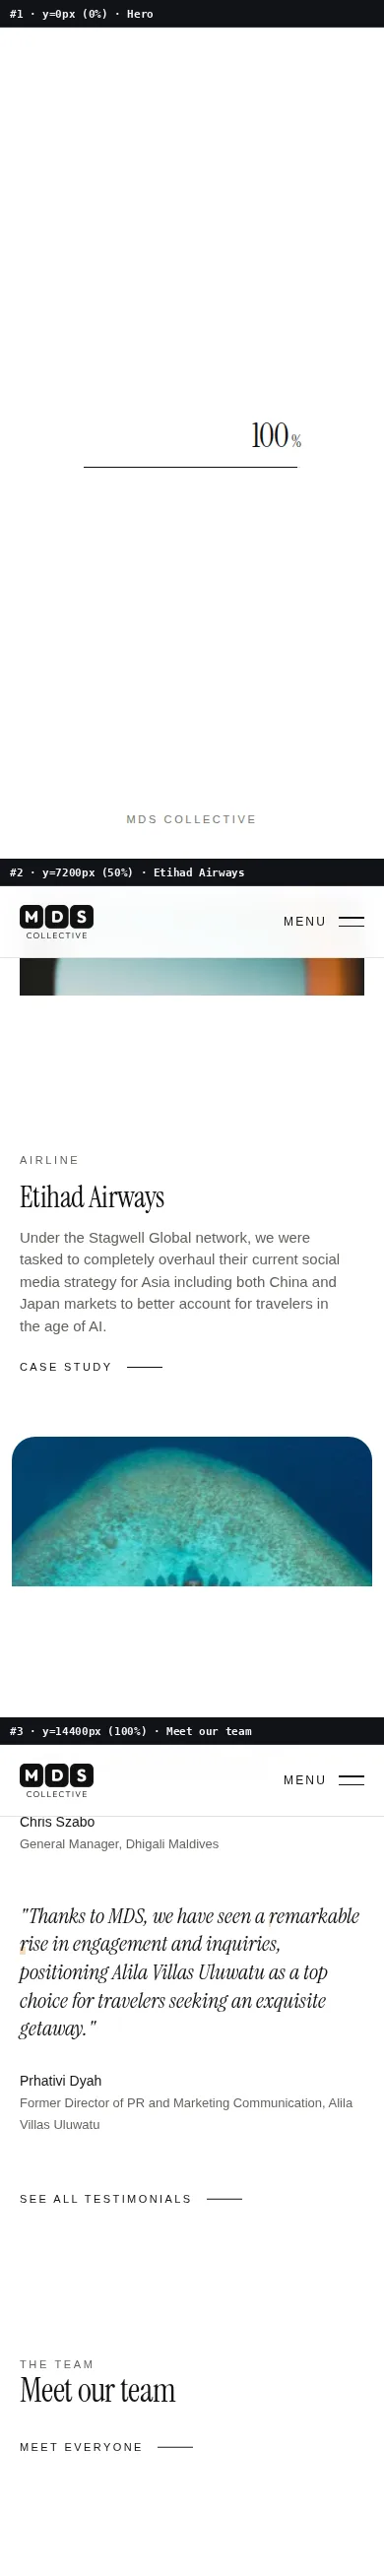 #1 · y=0px (0%) · Hero
100%
MDS COLLECTIVE
#2 · y=7200px (50%) · Etihad Airways
MDS
COLLECTIVE
MENU
AIRLINE
Etihad Airways
Under the Stagwell Global network, we were
tasked to completely overhaul their current social
media strategy for Asia including both China and
Japan markets to better account for travelers in
the age of AI.
CASE STUDY
#3 · y=14400px (100%) · Meet our team
MDS
COLLECTIVE
MENU
Chris Szabo
General Manager, Dhigali Maldives
"Thanks to MDS, we have seen a remarkable
rise in engagement and inquiries,
positioning Alila Villas Uluwatu as a top
choice for travelers seeking an exquisite
getaway."
Prhativi Dyah
Former Director of PR and Marketing Communication, Alila
Villas Uluwatu
SEE ALL TESTIMONIALS
THE TEAM
Meet our team
MEET EVERYONE